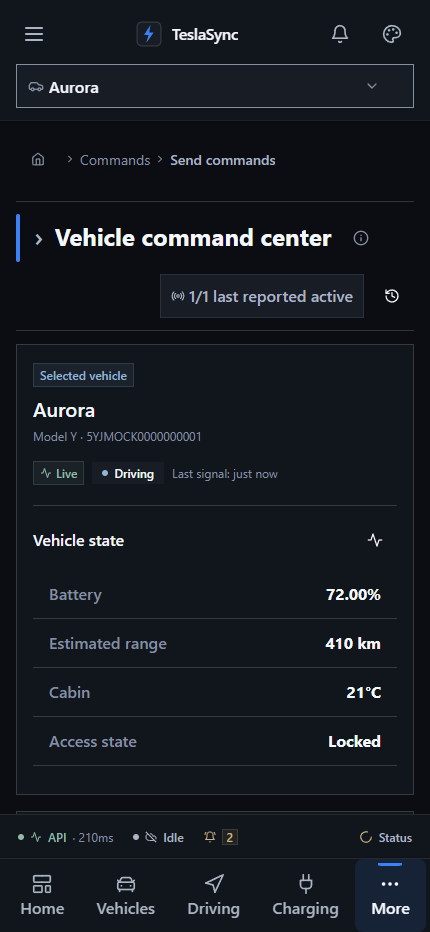 TeslaSync
Aurora
Commands Send commands
Vehicle command center
1/1 last reported active
Selected vehicle
Aurora
Model Y · 5YJMOCK0000000001
Live Driving Last signal: just now
Vehicle state
Battery 72.00%
Estimated range 410 km
Cabin 21°C
Access state Locked
API · 210ms Idle 2 Status
Home Vehicles Driving Charging More